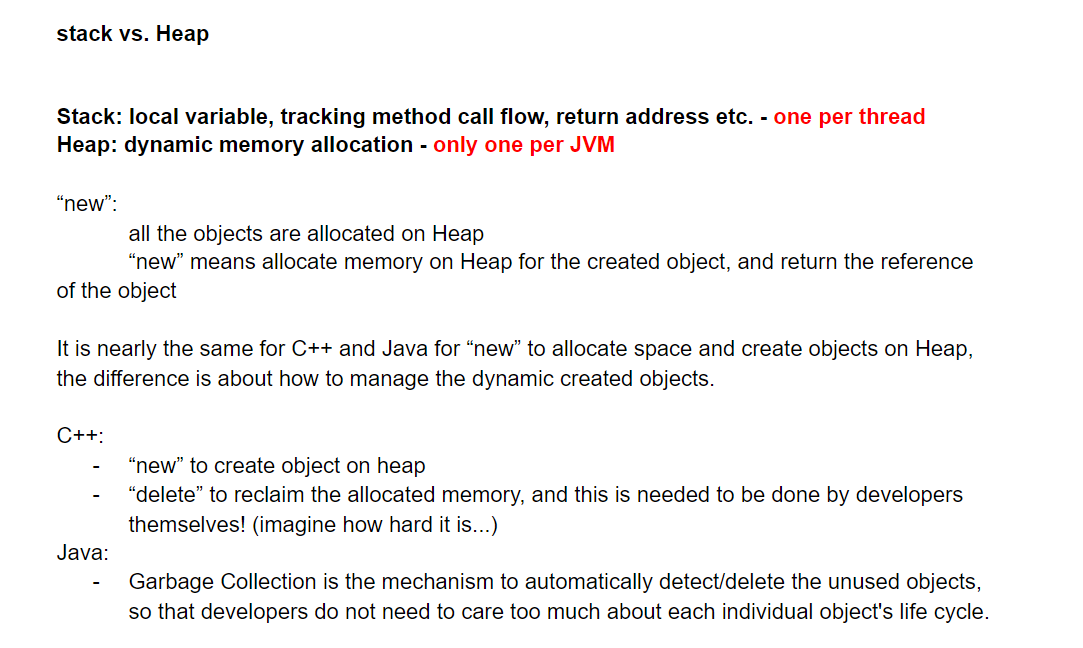 stack vs. Heap
Stack: local variable, tracking method call flow, return address etc. - one per thread
Heap: dynamic memory allocation - only one per JVM
“new”:
all the objects are allocated on Heap
“new” means allocate memory on Heap for the created object, and return the reference
of the object
It is nearly the same for C++ and Java for “new” to allocate space and create objects on Heap,
the difference is about how to manage the dynamic created objects.
C++:
- “new” to create object on heap
- “delete” to reclaim the allocated memory, and this is needed to be done by developers
themselves! (imagine how hard it is...)
Java:
- Garbage Collection is the mechanism to automatically detect/delete the unused objects,
so that developers do not need to care too much about each individual object's life cycle.